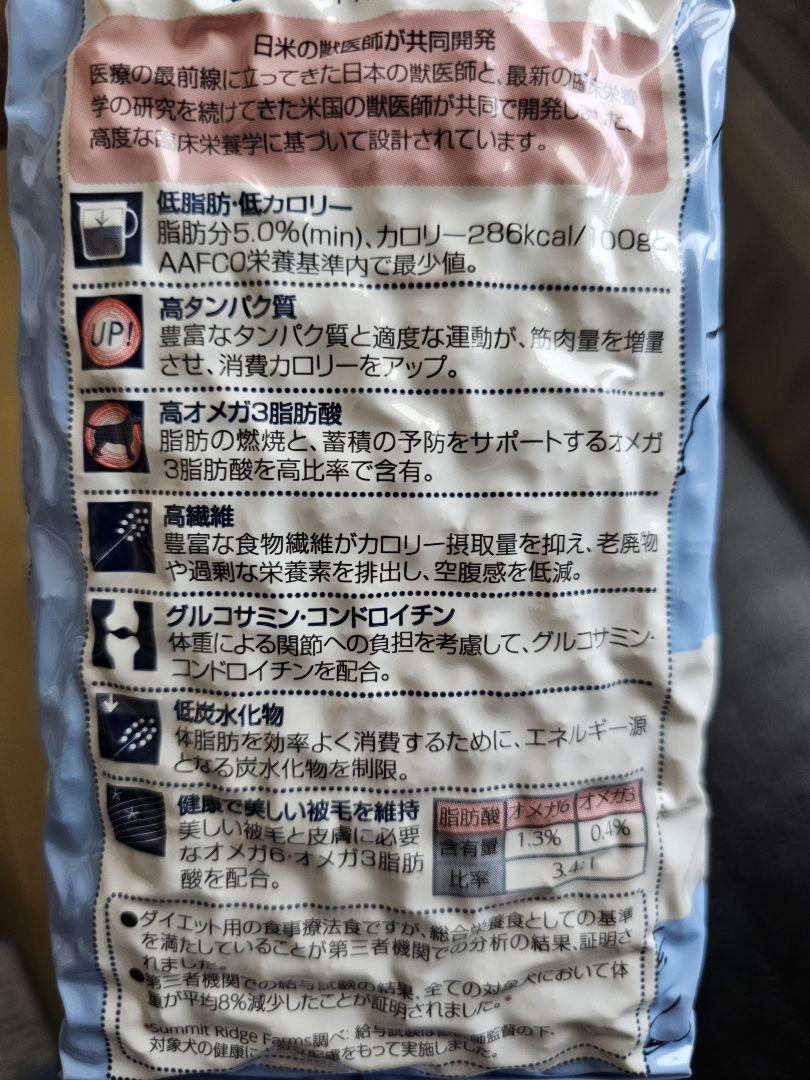 日米の獣医師が共同開発
医療の最前線に立ってきた日本の獣医師と、最新の臨床栄養
学の研究を続けてきた米国の獣医師が共同で開発しました。
高度な臨床栄養学に基づいて設計されています。
低脂肪・低カロリー
脂肪分5.0%(min)、カロリー286kcal/100gと
AAFCO栄養基準内で最少値。
UP!
高タンパク質
豊富なタンパク質と適度な運動が、筋肉量を増量
させ、消費カロリーをアップ。
高オメガ3脂肪酸
脂肪の燃焼と、蓄積の予防をサポートするオメガ
3脂肪酸を高比率で含有。
高繊維
豊富な食物繊維がカロリー摂取量を抑え、老廃物
や過剰な栄養素を排出し、空腹感を低減。
グルコサミン・コンドロイチン
体重による関節への負担を考慮して、グルコサミン・
コンドロイチンを配合。
低炭水化物
体脂肪を効率よく消費するために、エネルギー源
となる炭水化物を制限。
健康で美しい被毛を維持
美しい被毛と皮膚に必要
なオメガ6・オメガ3脂肪
酸を配合。
脂肪酸 オメガ6 オメガ3
含有量 1.3% 0.4%
比率 3.4:1
●ダイエット用の食事療法食ですが、総合栄養食としての基準
を満たしていることが第三者機関での分析の結果、証明さ
れました。
●第三者機関での給与試験の結果、全ての対象犬において体
重が平均8%減少したことが証明されました。*
*Summit Ridge Farms調べ: 給与試験は獣医師監督の下、
対象犬の健康に配慮をもって実施しました。